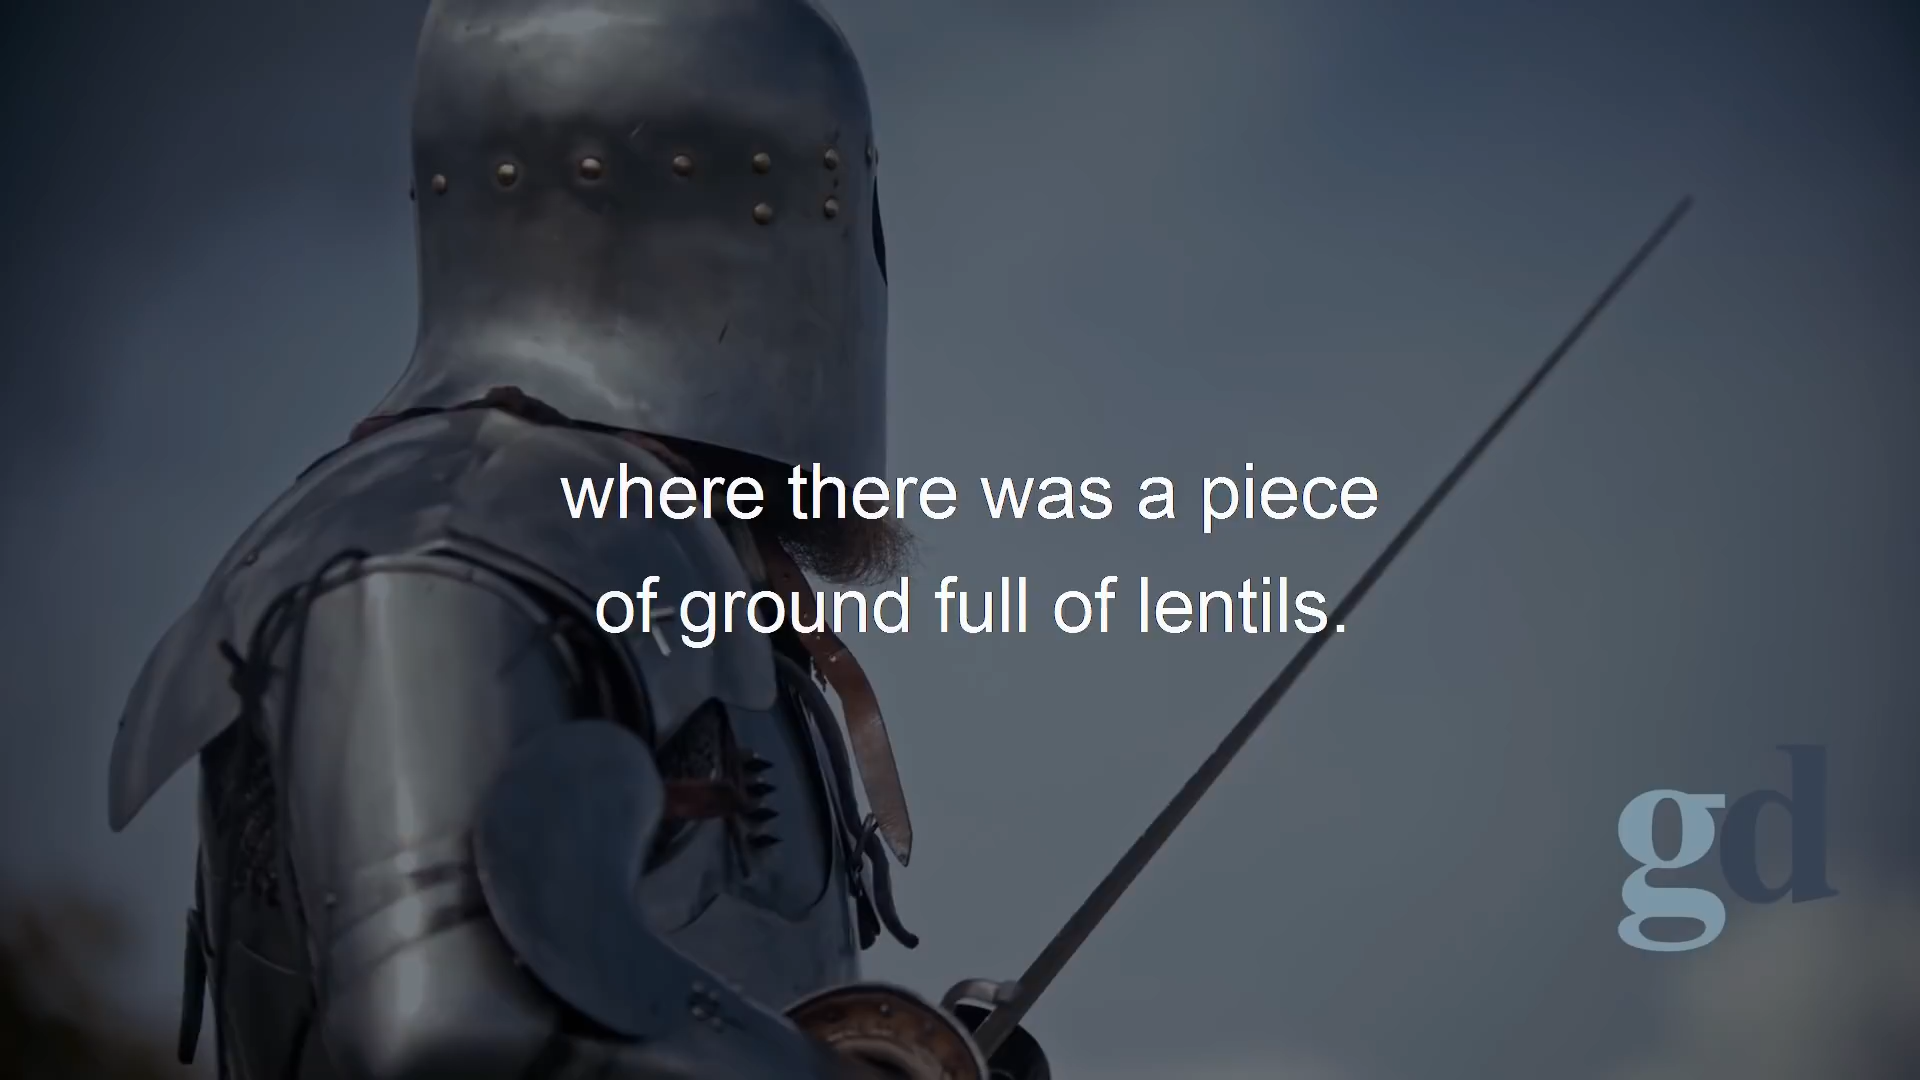 where there was a piece
of ground full of lentils.
gd